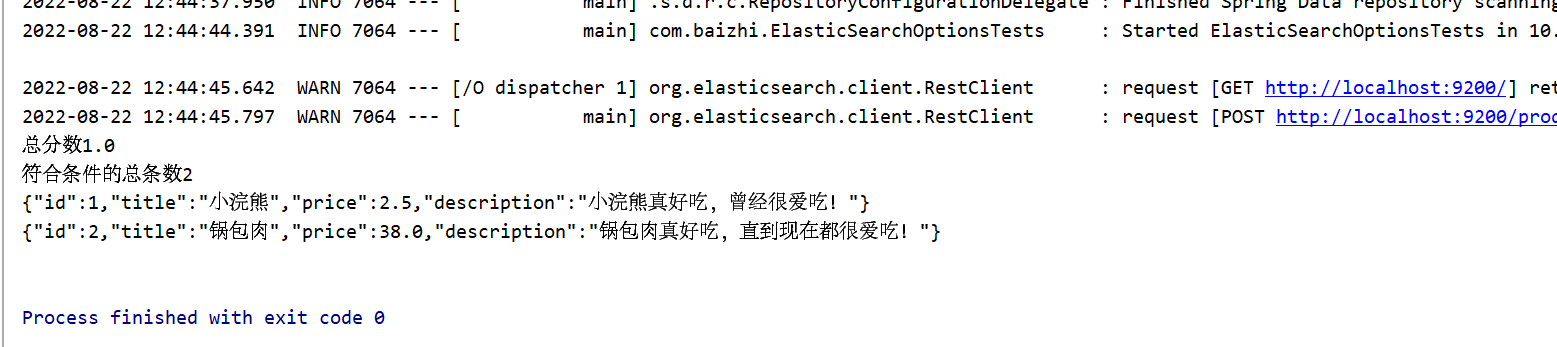 2022-08-22 12:44:37.950  INFO 7064 --- [           main] .s.d.r.c.RepositoryConfigurationDelegate : Finished Spring Data repository scanning
2022-08-22 12:44:44.391  INFO 7064 --- [           main] com.baizhi.ElasticSearchOptionsTests     : Started ElasticSearchOptionsTests in 10.
2022-08-22 12:44:45.642  WARN 7064 --- [/O dispatcher 1] org.elasticsearch.client.RestClient      : request [GET http://localhost:9200/] ret
2022-08-22 12:44:45.797  WARN 7064 --- [           main] org.elasticsearch.client.RestClient      : request [POST http://localhost:9200/prod
总分数1.0
符合条件的总条数2
{"id":1,"title":"小浣熊","price":2.5,"description":"小浣熊真好吃，曾经很爱吃！"}
{"id":2,"title":"锅包肉","price":38.0,"description":"锅包肉真好吃，直到现在都很爱吃！"}
Process finished with exit code 0